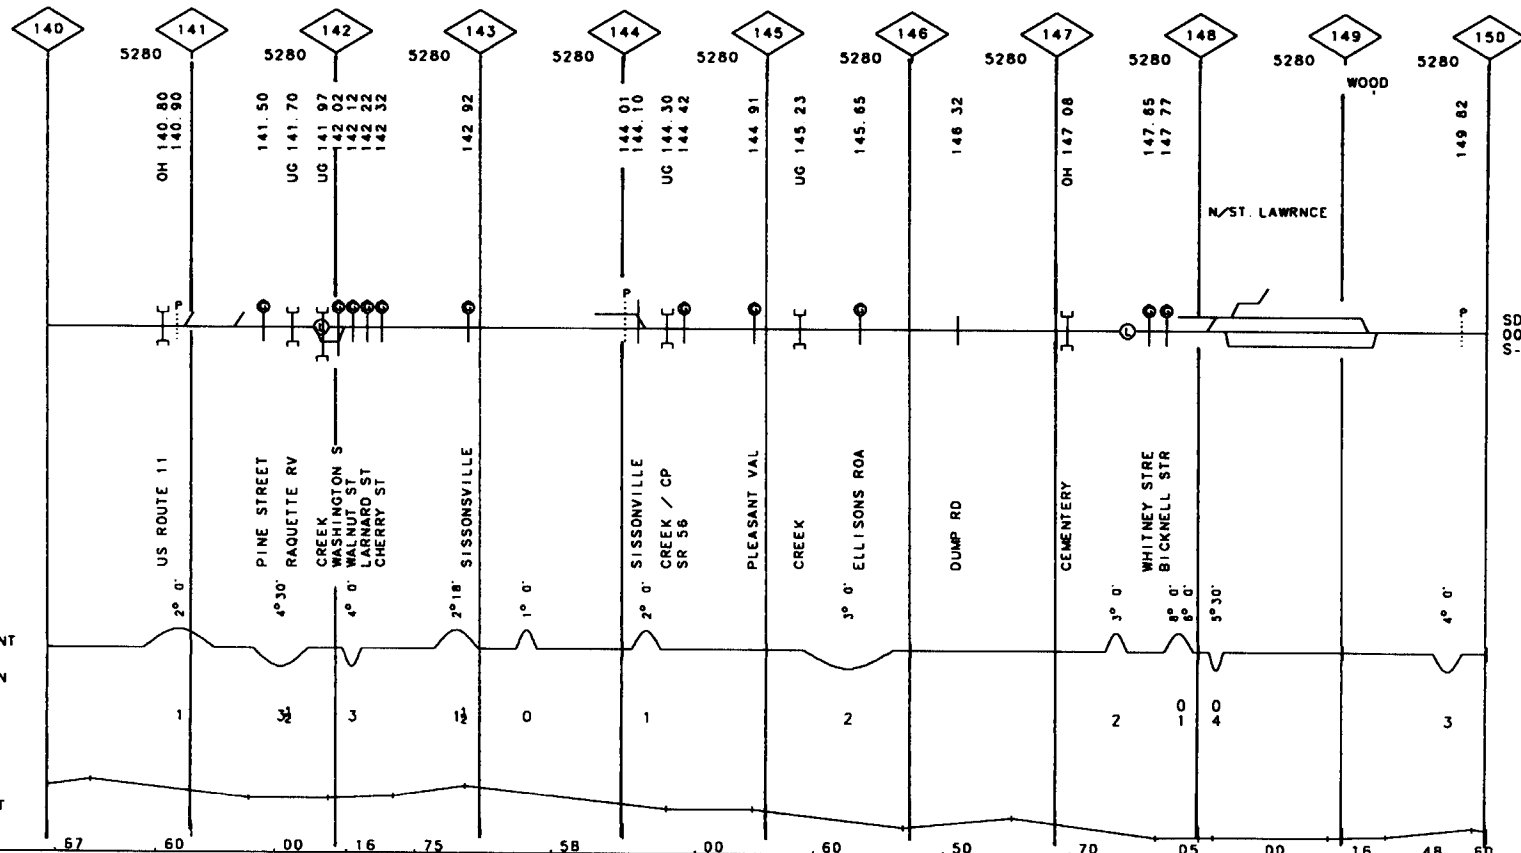 140 141 142 143 144 145 146 147 148 149 150
5280 5280 5280 5280 5280 5280 5280 5280 5280 5280
WOOD
OH 140.80
140.90
141.50
UG 141.70
UG 141 97
142 02
142 12
142 22
142 32
142 92
144 01
144.10
UG 144.30
144 42
144 91
UG 145 23
145.65
146 32
OH 147 08
147.65
147 77
149 82
N/ST. LAWRNCE
P
P
P
L
L
SD
OO
S-
US ROUTE 11
PINE STREET
RAQUETTE RV
CREEK
WASHINGTON S
WALNUT ST
LARNARD ST
CHERRY ST
SISSONSVILLE
SISSONVILLE
CREEK / CP
SR 56
PLEASANT VAL
CREEK
ELLISONS ROA
DUMP RD
CEMENTERY
WHITNEY STRE
BICKNELL STR
2° 0'
4°30'
4° 0'
2°18'
1° 0'
2° 0'
3° 0'
3° 0'
8° 0'
6° 0'
5°30'
4° 0'
NT
N
0 0
1 3½ 3 1½ 0 1 2 2 1 4 3
T
.67 .60 .00 .16 .75 .58 .00 .60 .50 .70 .05 .00 .16 .48 .60